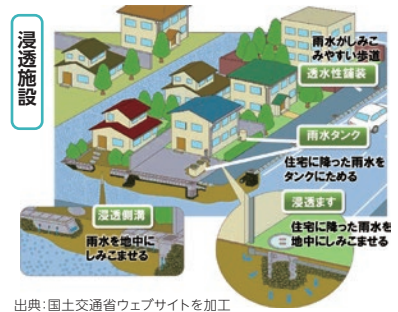 浸透施設
雨水がしみこ
みやすい歩道
透水性舗装
雨水タンク
住宅に降った雨水を
タンクにためる
浸透側溝
雨水を地中に
しみこませる
浸透ます
住宅に降った雨水を
地中にしみこませる
出典:国土交通省ウェブサイトを加工